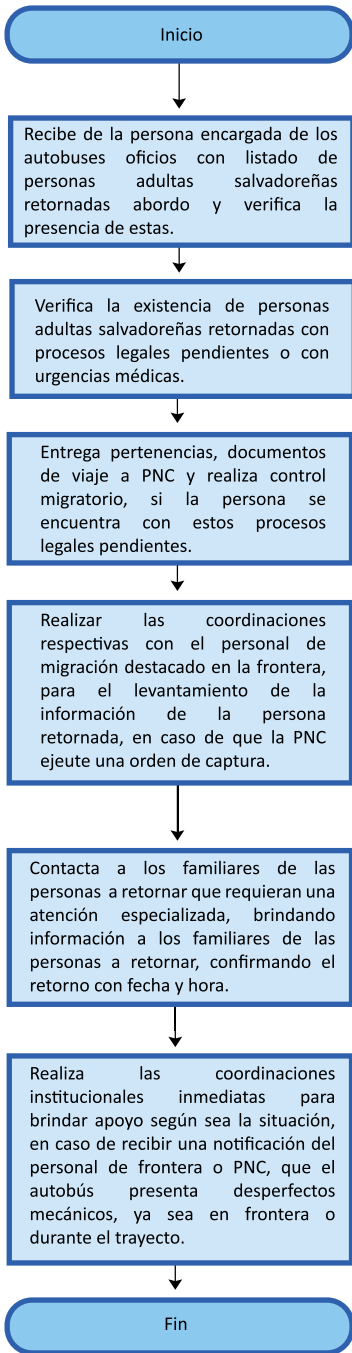 Inicio
Recibe de la persona encargada de los
autobuses oficios con listado de
personas adultas salvadoreñas
retornadas abordo y verifica la
presencia de estas.
Verifica la existencia de personas
adultas salvadoreñas retornadas con
procesos legales pendientes o con
urgencias médicas.
Entrega pertenencias, documentos
de viaje a PNC y realiza control
migratorio, si la persona se
encuentra con estos procesos
legales pendientes.
Realizar las coordinaciones
respectivas con el personal de
migración destacado en la frontera,
para el levantamiento de la
información de la persona
retornada, en caso de que la PNC
ejeute una orden de captura.
Contacta a los familiares de las
personas a retornar que requieran una
atención especializada, brindando
información a los familiares de las
personas a retornar, confirmando el
retorno con fecha y hora.
Realiza las coordinaciones
institucionales inmediatas para
brindar apoyo según sea la situación,
en caso de recibir una notificación del
personal de frontera o PNC, que el
autobús presenta desperfectos
mecánicos, ya sea en frontera o
durante el trayecto.
Fin